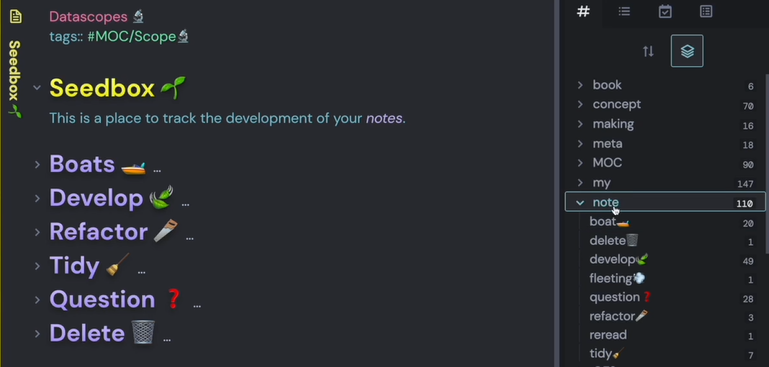 Datascopes 🔬
tags:: #MOC/Scope🔬
Seedbox 🌱
Seedbox 🌱
This is a place to track the development of your notes.
Boats 🚤 ...
Develop 🌿 ...
Refactor 🪚 ...
Tidy 🧹 ...
Question ❓ ...
Delete 🗑️ ...
book 6
concept 70
making 16
meta 18
MOC 90
my 147
note 110
boat🚤 20
delete🗑️ 1
develop🌿 49
fleeting💨 1
question❓ 28
refactor🪚 3
reread 1
tidy🧹 7